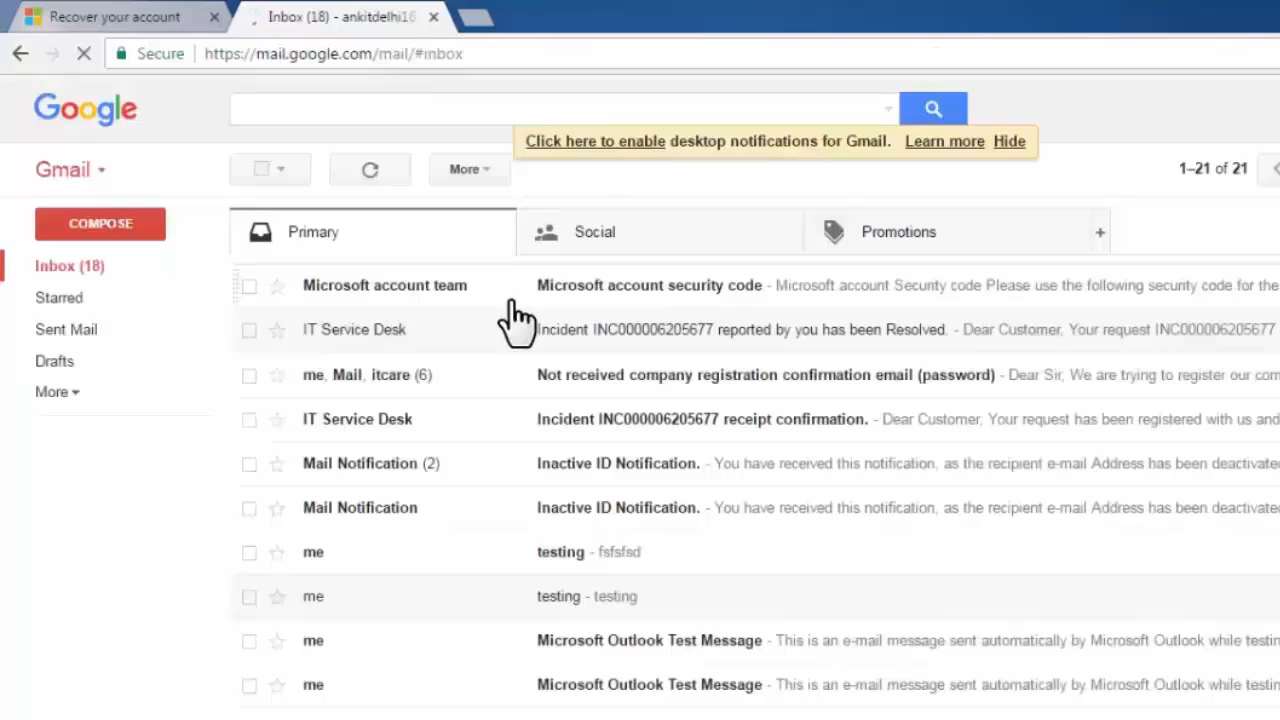 Recover your account
Inbox (18) - ankitdelhi16
Secure https://mail.google.com/mail/#inbox
Google
Click here to enable desktop notifications for Gmail. Learn more Hide
Gmail
More
1–21 of 21
COMPOSE
Primary
Social
Promotions
+
Inbox (18)
Starred
Sent Mail
Drafts
More
Microsoft account team Microsoft account security code - Microsoft account Security code Please use the following security code for the
IT Service Desk Incident INC000006205677 reported by you has been Resolved. - Dear Customer, Your request INC000006205677
me, Mail, itcare (6) Not received company registration confirmation email (password) - Dear Sir, We are trying to register our com
IT Service Desk Incident INC000006205677 receipt confirmation. - Dear Customer, Your request has been registered with us and
Mail Notification (2) Inactive ID Notification. - You have received this notification, as the recipient e-mail Address has been deactivate
Mail Notification Inactive ID Notification. - You have received this notification, as the recipient e-mail Address has been deactivate
me testing - fsfsfsd
me testing - testing
me Microsoft Outlook Test Message - This is an e-mail message sent automatically by Microsoft Outlook while testin
me Microsoft Outlook Test Message - This is an e-mail message sent automatically by Microsoft Outlook while testin